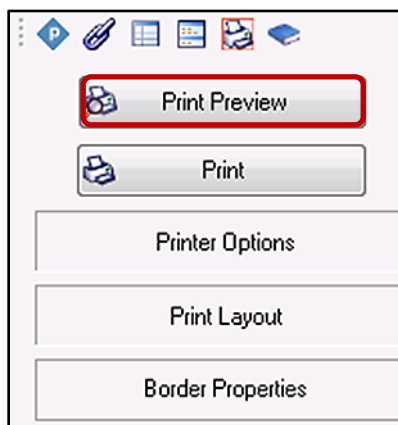 P
Print Preview
Print
Printer Options
Print Layout
Border Properties